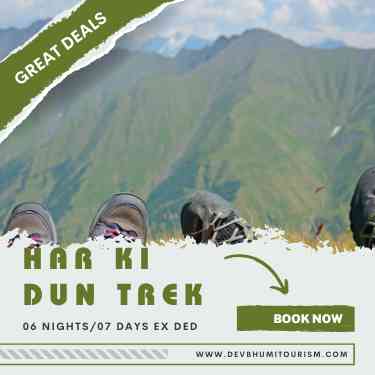 GREAT DEALS
HAR KI
DUN TREK
06 NIGHTS/07 DAYS EX DED
BOOK NOW
WWW.DEVBHUMITOURISM.COM